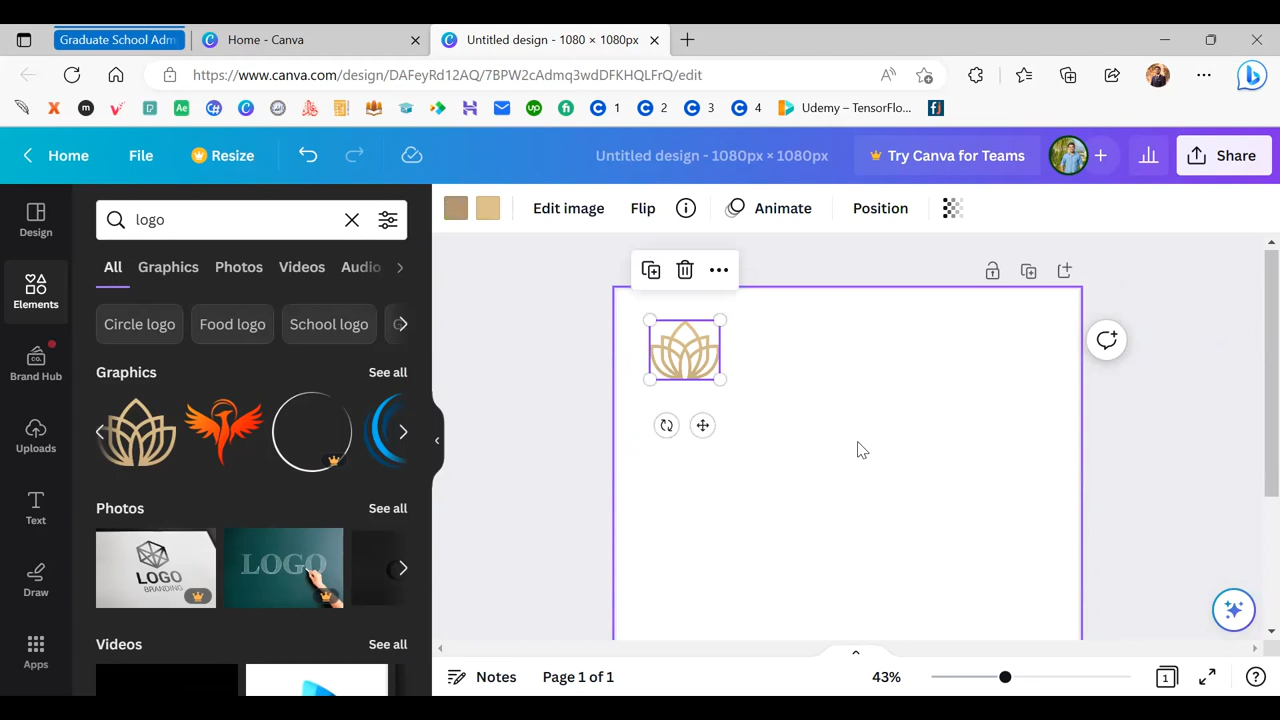 Graduate School Adm
Home - Canva
Untitled design - 1080 × 1080px
https://www.canva.com/design/DAFeyRd12AQ/7BPW2cAdmq3wdDFKHQLFrQ/edit
1
2
3
4
Udemy – TensorFlo...
Home
File
Resize
Untitled design - 1080px × 1080px
Try Canva for Teams
Share
Design
Elements
Brand Hub
Uploads
Text
Draw
Apps
logo
All
Graphics
Photos
Videos
Audio
Circle logo
Food logo
School logo
Graphics
See all
Photos
See all
LOGO
BRANDING
LOGO
Videos
See all
Edit image
Flip
Animate
Position
Notes
Page 1 of 1
43%
1